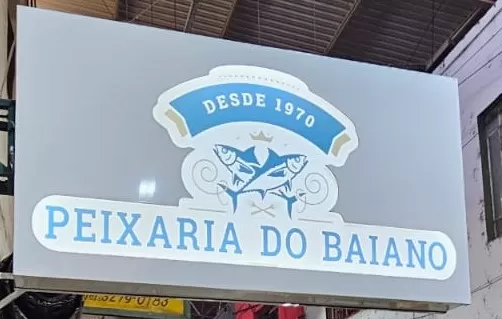 DESDE 1970
PEIXARIA DO BAIANO